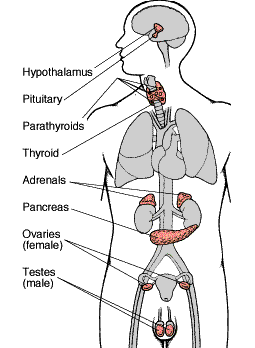 Hypothalamus
Pituitary
Parathyroids
Thyroid
Adrenals
Pancreas
Ovaries
(female)
Testes
(male)